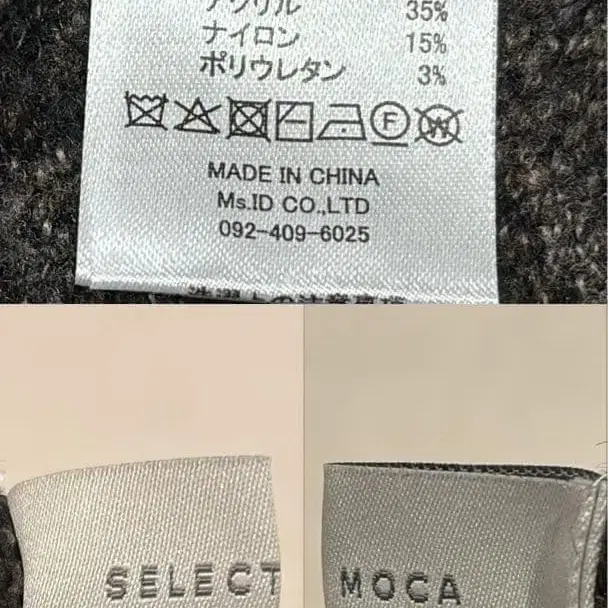 アクリル 35%
ナイロン 15%
ポリウレタン 3%
F W
MADE IN CHINA
Ms.ID CO.,LTD
092-409-6025
SELECT
MOCA